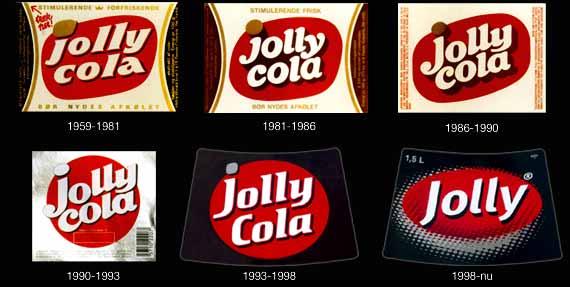 STIMULERENDE FORFRISKENDE
Jolly
cola
BØR NYDES AFKØLET
1959-1981
STIMULERENDE FRISK
Jolly
cola
BØR NYDES AFKØLET
1981-1986
Jolly
cola
1986-1990
Jolly
cola
1990-1993
Jolly
Cola
1993-1998
1,5 L
Jolly®
1998-nu